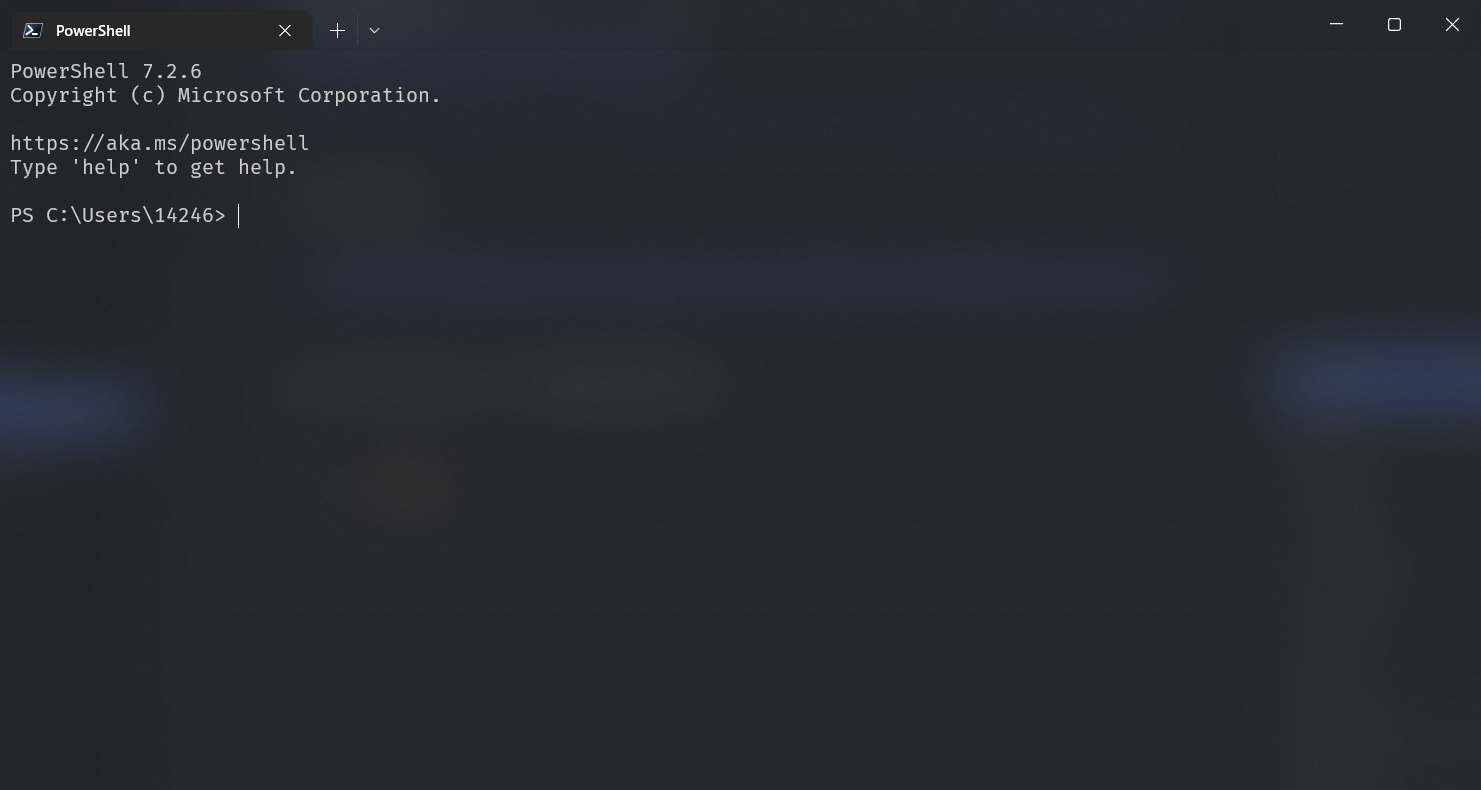 PowerShell
PowerShell 7.2.6
Copyright (c) Microsoft Corporation.
https://aka.ms/powershell
Type 'help' to get help.
PS C:\Users\14246>